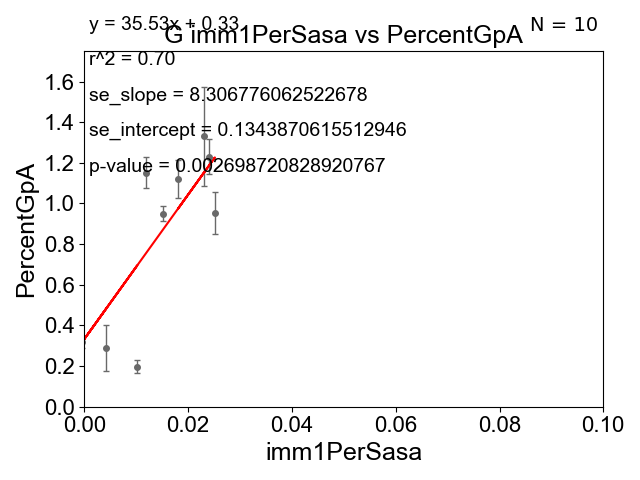 y = 35.53x + 0.33
N = 10
G imm1PerSasa vs PercentGpA
r^2 = 0.70
se_slope = 8.306776062522678
se_intercept = 0.1343870615512946
p-value = 0.002698720828920767
PercentGpA
1.6
1.4
1.2
1.0
0.8
0.6
0.4
0.2
0.0
0.00 0.02 0.04 0.06 0.08 0.10
imm1PerSasa